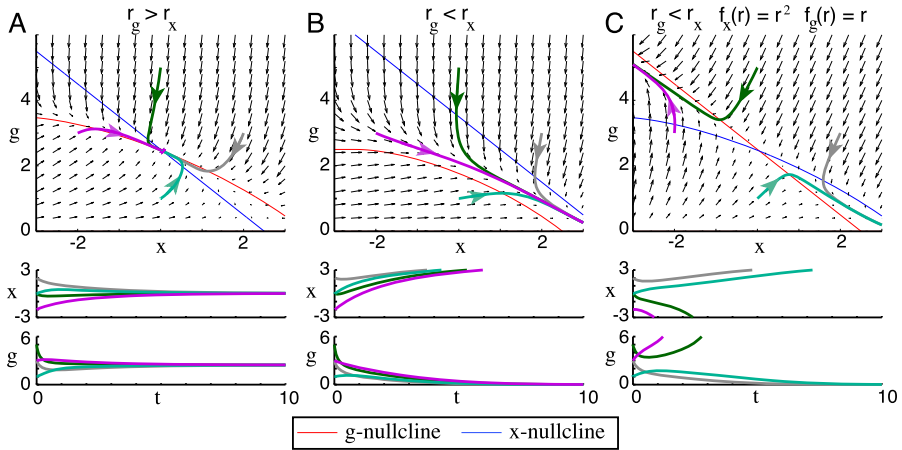 A r_g > r_x
B r_g < r_x
C r_g < r_x f_x(r) = r² f_g(r) = r
4
g
2
0
-2 x 2
4
g
2
0
-2 x 2
4
g
2
0
-2 x 2
3
x
-3
3
x
-3
3
x
-3
6
g
0
0 t 10
6
g
0
0 t 10
6
g
0
0 t 10
g-nullcline x-nullcline